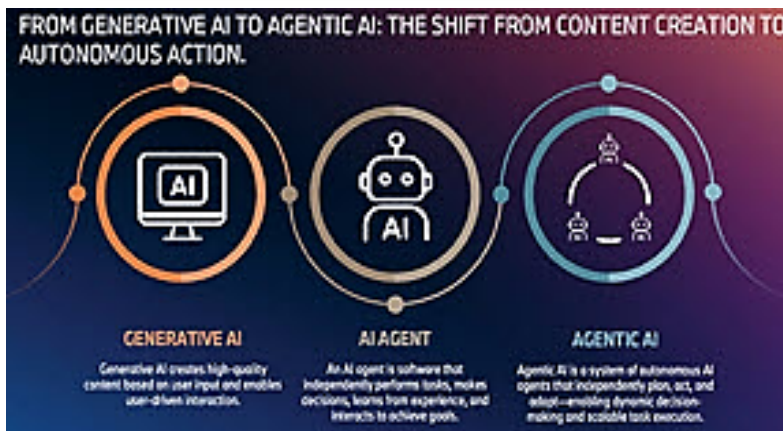 FROM GENERATIVE AI TO AGENTIC AI: THE SHIFT FROM CONTENT CREATION TO
AUTONOMOUS ACTION.
AI
AI
GENERATIVE AI
Generative AI creates high-quality
content based on user input and enables
user-driven interaction.
AI AGENT
An AI agent is software that
independently performs tasks, makes
decisions, learns from experience, and
interacts to achieve goals.
AGENTIC AI
Agentic AI is a system of autonomous AI
agents that independently plan, act, and
adapt—enabling dynamic decision-
making and scalable task execution.